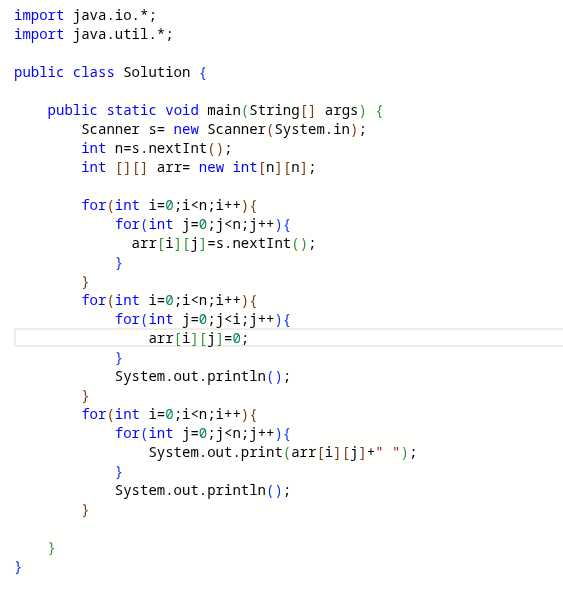 import java.io.*;
import java.util.*;

public class Solution {

    public static void main(String[] args) {
        Scanner s= new Scanner(System.in);
        int n=s.nextInt();
        int [][] arr= new int[n][n];

        for(int i=0;i<n;i++){
            for(int j=0;j<n;j++){
              arr[i][j]=s.nextInt();
            }
        }
        for(int i=0;i<n;i++){
            for(int j=0;j<i;j++){
                arr[i][j]=0;
            }
            System.out.println();
        }
        for(int i=0;i<n;i++){
            for(int j=0;j<n;j++){
                System.out.print(arr[i][j]+" ");
            }
            System.out.println();
        }

    }
}